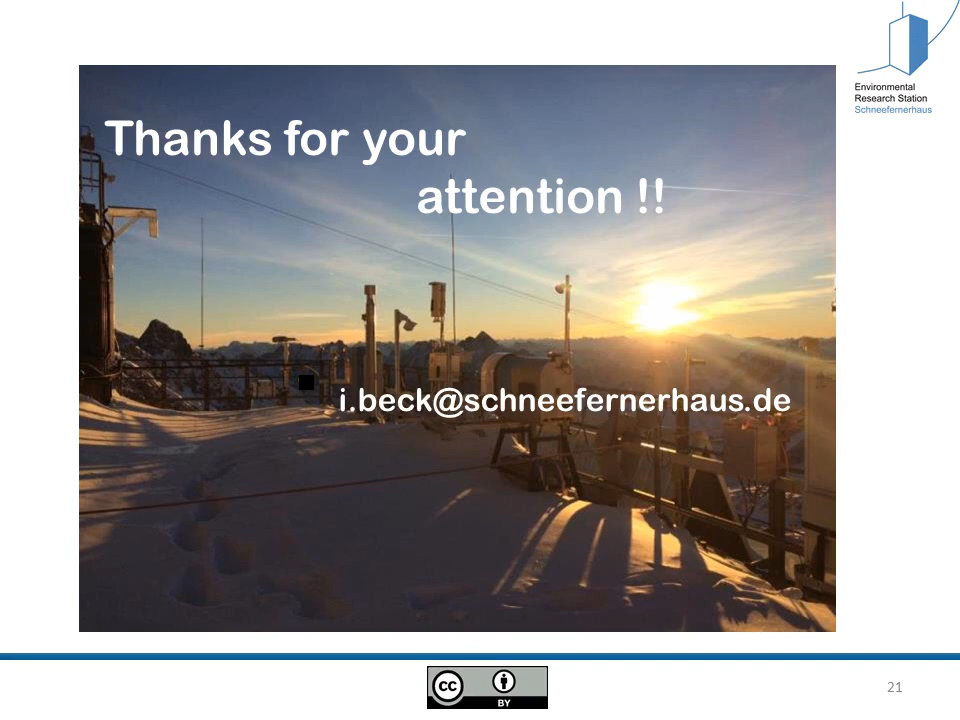 Environmental
Research Station
Schneefernerhaus
Thanks for your
attention !!
i.beck@schneefernerhaus.de
cc
BY
21